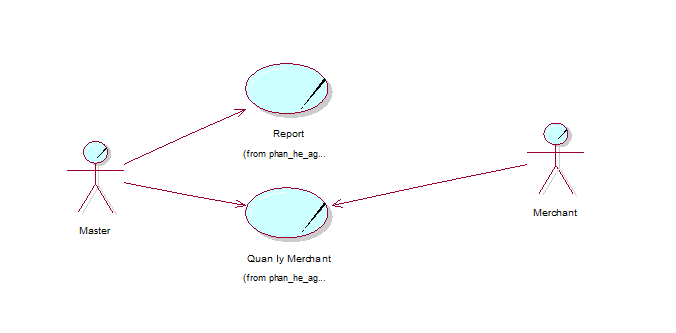 Report
(from phan_he_ag...
Master
Merchant
Quan ly Merchant
(from phan_he_ag...